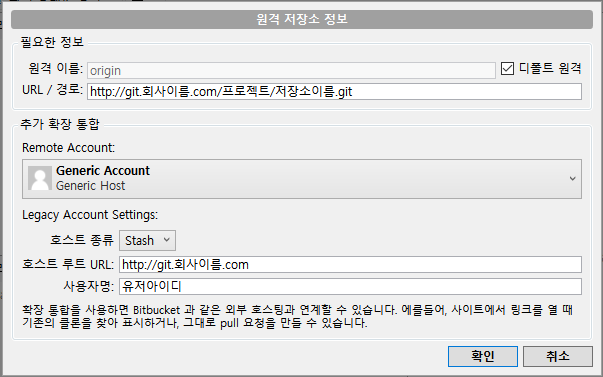 원격 저장소 정보
필요한 정보
원격 이름: origin 디폴트 원격
URL / 경로: http://git.회사이름.com/프로젝트/저장소이름.git
추가 확장 통합
Remote Account:
Generic Account
Generic Host
Legacy Account Settings:
호스트 종류 Stash
호스트 루트 URL: http://git.회사이름.com
사용자명: 유저아이디
확장 통합을 사용하면 Bitbucket 과 같은 외부 호스팅과 연계할 수 있습니다. 예를들어, 사이트에서 링크를 열 때
기존의 클론을 찾아 표시하거나, 그대로 pull 요청을 만들 수 있습니다.
확인 취소